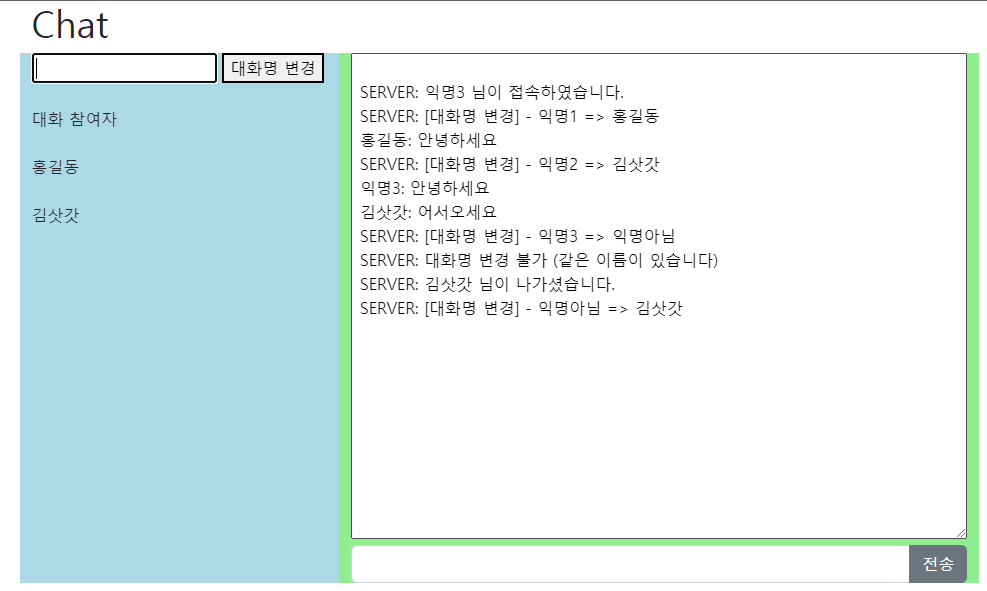 Chat
대화명 변경
대화 참여자
홍길동
김삿갓
SERVER: 익명3 님이 접속하였습니다.
SERVER: [대화명 변경] - 익명1 => 홍길동
홍길동: 안녕하세요
SERVER: [대화명 변경] - 익명2 => 김삿갓
익명3: 안녕하세요
김삿갓: 어서오세요
SERVER: [대화명 변경] - 익명3 => 익명아님
SERVER: 대화명 변경 불가 (같은 이름이 있습니다)
SERVER: 김삿갓 님이 나가셨습니다.
SERVER: [대화명 변경] - 익명아님 => 김삿갓
전송